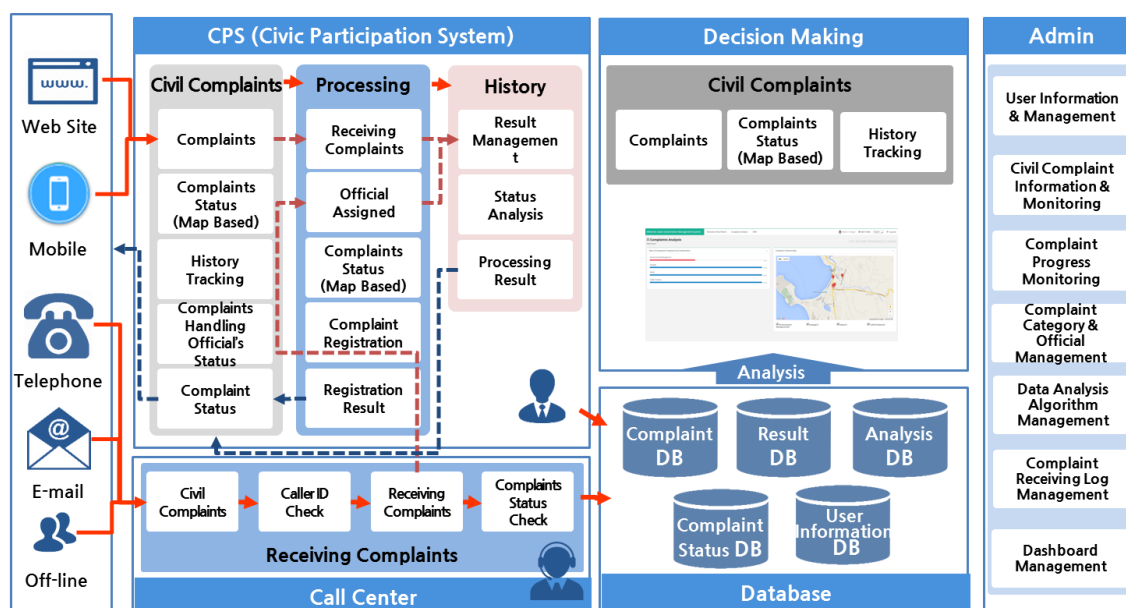 www.
Web Site
Mobile
Telephone
@
E-mail
Off-line
CPS (Civic Participation System)
Civil Complaints
Complaints
Complaints
Status
(Map Based)
History
Tracking
Complaints
Handling
Official's
Status
Complaint
Status
Processing
Receiving
Complaints
Official
Assigned
Complaints
Status
(Map Based)
Complaint
Registration
Registration
Result
History
Result
Managemen
t
Status
Analysis
Processing
Result
Civil
Complaints
Caller ID
Check
Receiving
Complaints
Complaints
Status
Check
Receiving Complaints
Call Center
Decision Making
Civil Complaints
Complaints
Complaints
Status
(Map Based)
History
Tracking
Complaints Analysis
Analysis
Complaint
DB
Result
DB
Analysis
DB
Complaint
Status DB
User
Information
DB
Database
Admin
User Information
& Management
Civil Complaint
Information &
Monitoring
Complaint
Progress
Monitoring
Complaint
Category &
Official
Management
Data Analysis
Algorithm
Management
Complaint
Receiving Log
Management
Dashboard
Management